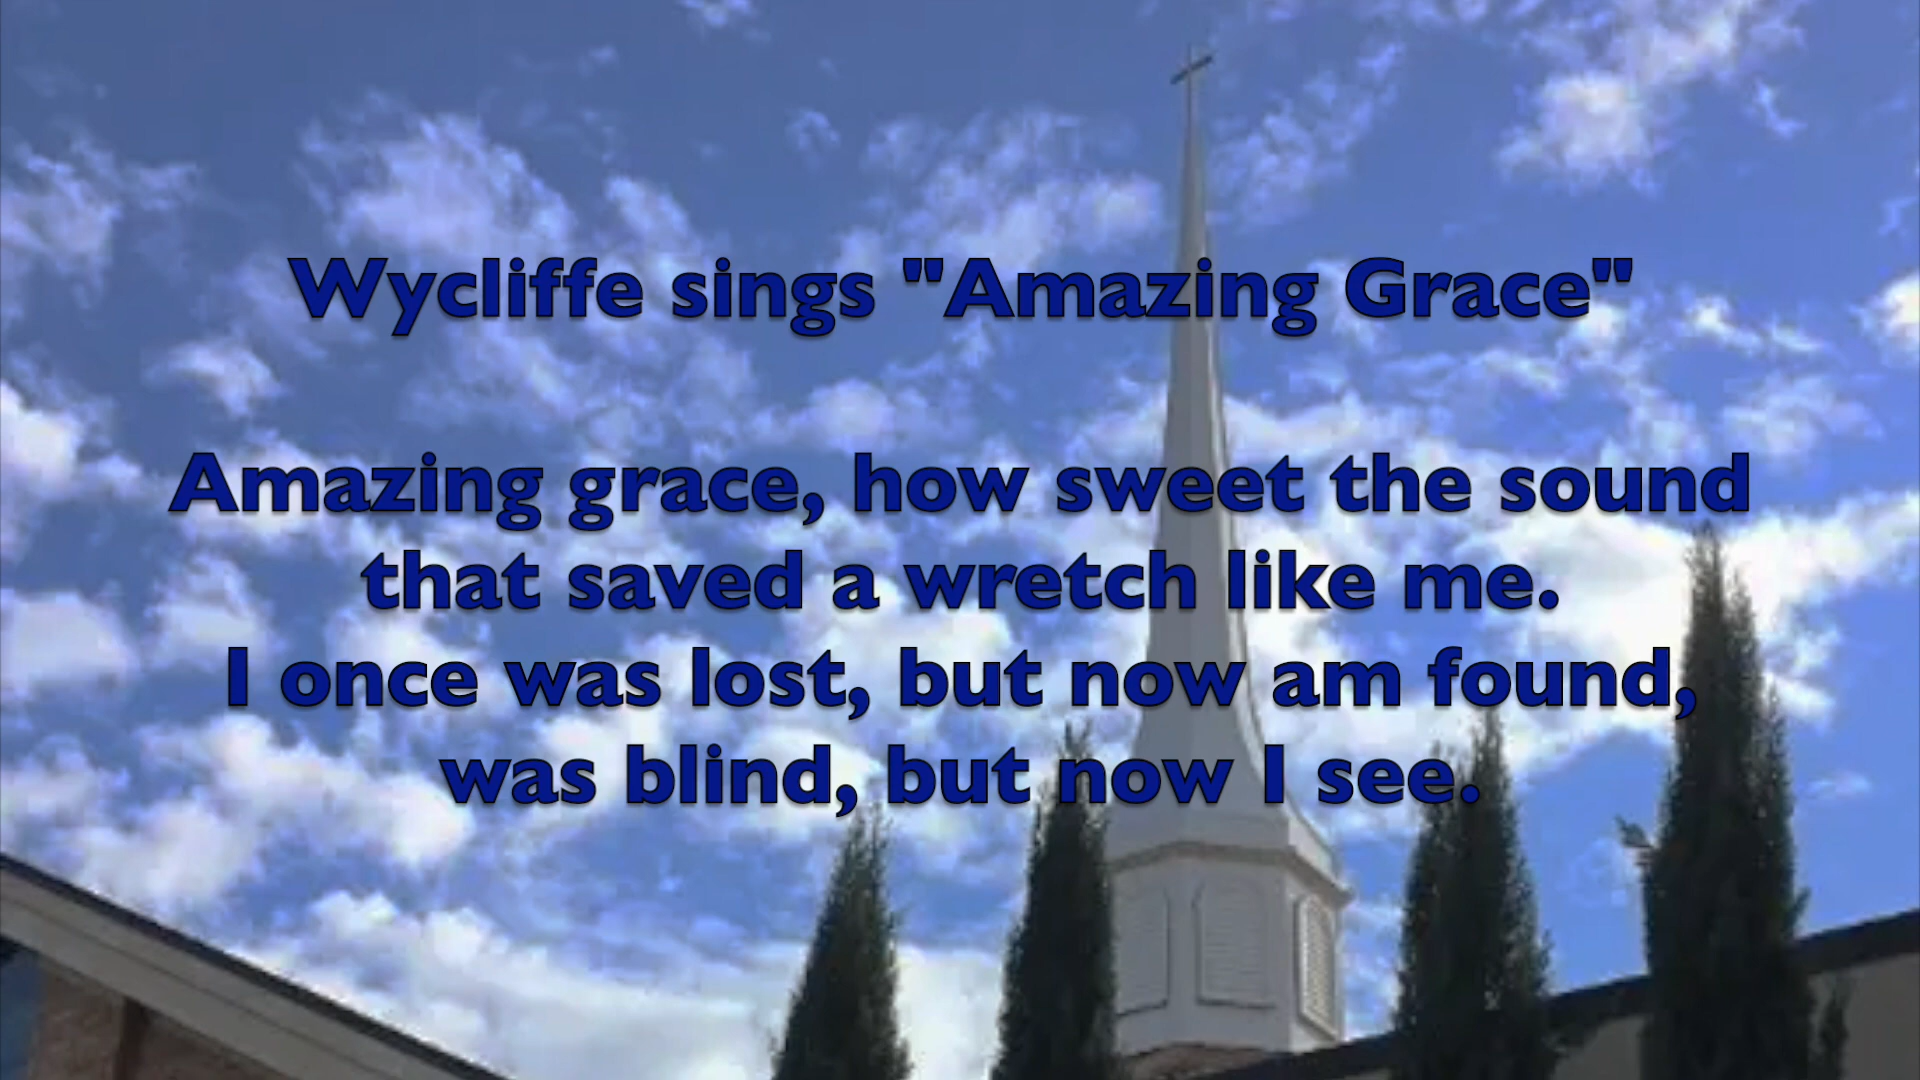 Wycliffe sings "Amazing Grace"
Amazing grace, how sweet the sound
that saved a wretch like me.
I once was lost, but now am found,
was blind, but now I see.